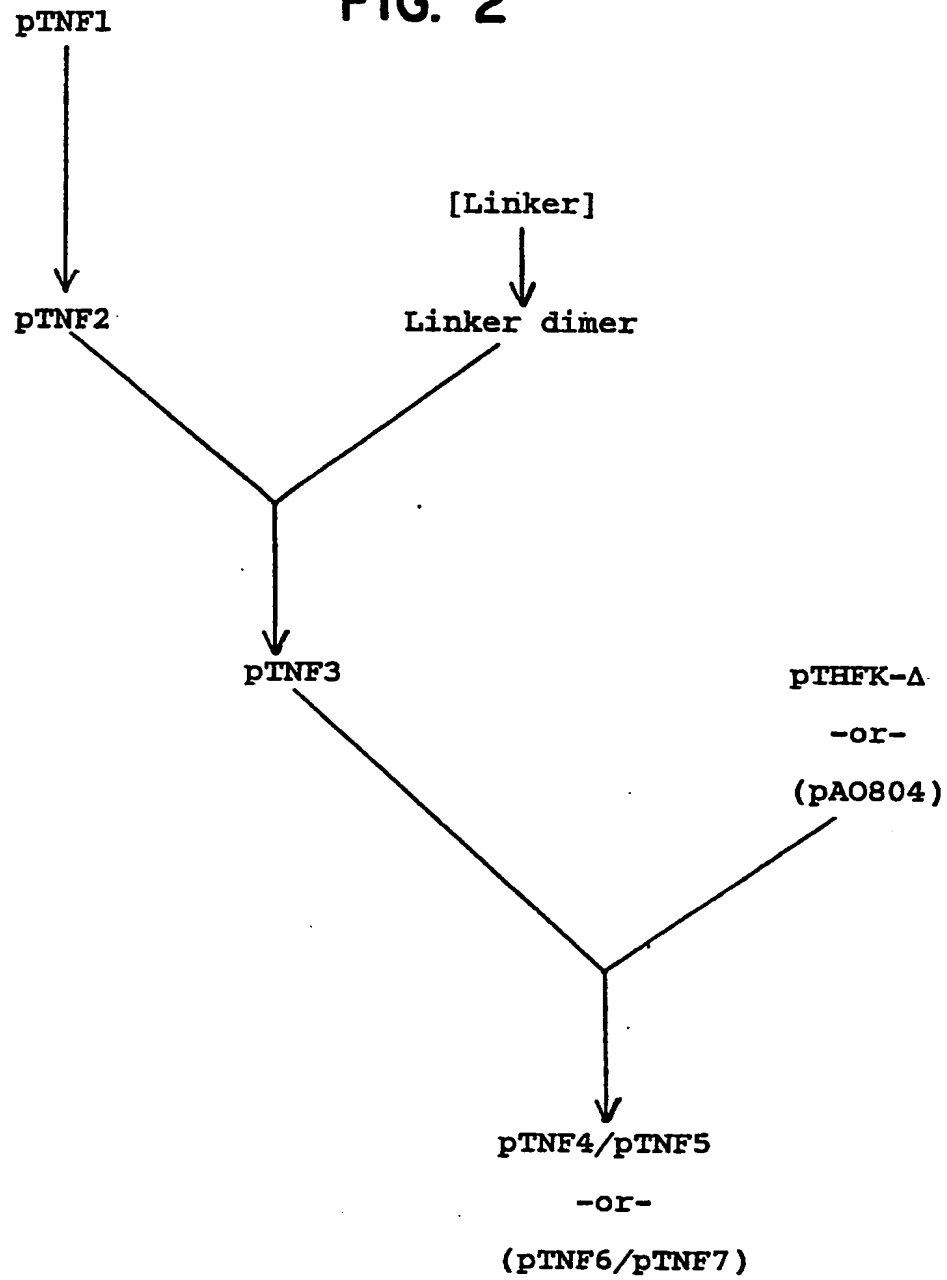 FIG. 2
pTNF1
[Linker]
pTNF2
Linker dimer
pTNF3
pTHFK-Δ
-or-
(pAO804)
pTNF4/pTNF5
-or-
(pTNF6/pTNF7)